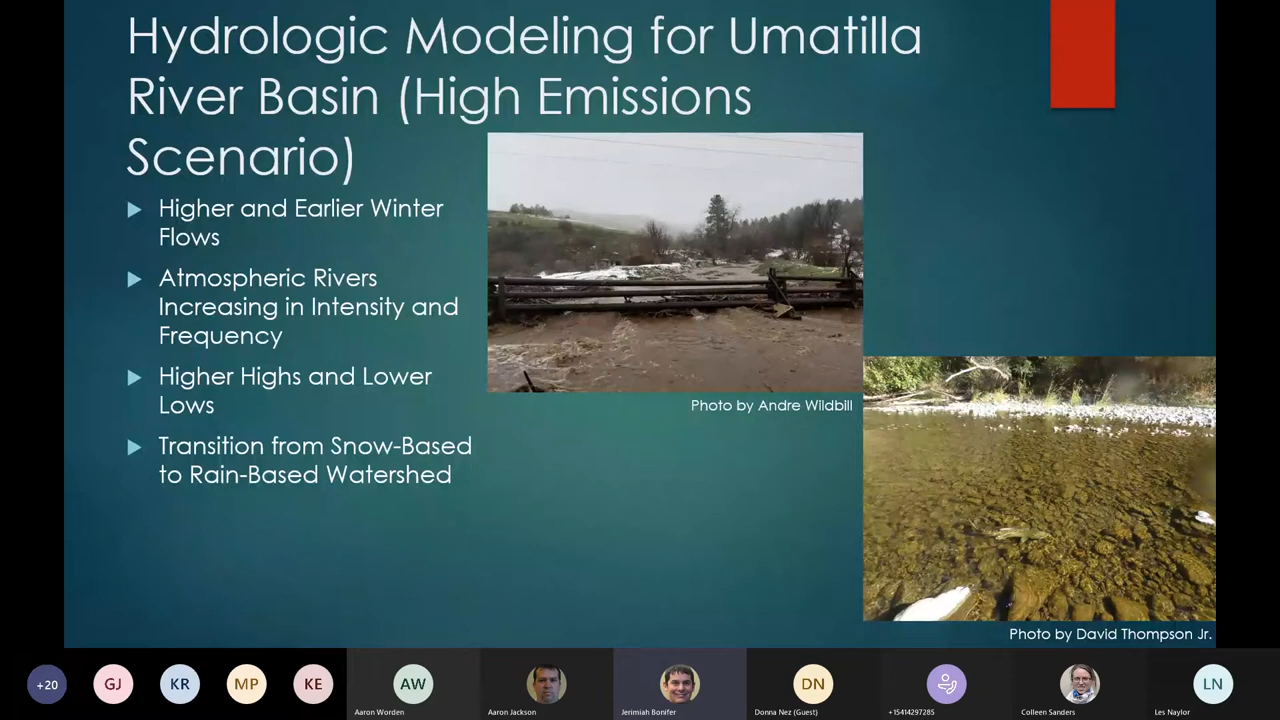 Hydrologic Modeling for Umatilla
River Basin (High Emissions
Scenario)
Higher and Earlier Winter
Flows
Atmospheric Rivers
Increasing in Intensity and
Frequency
Higher Highs and Lower
Lows
Transition from Snow-Based
to Rain-Based Watershed
Photo by Andre Wildbill
Photo by David Thompson Jr.
+20
GJ
KR
MP
KE
AW
DN
LN
Aaron Worden
Aaron Jackson
Jerimiah Bonifer
Donna Nez (Guest)
+15414297285
Colleen Sanders
Les Naylor